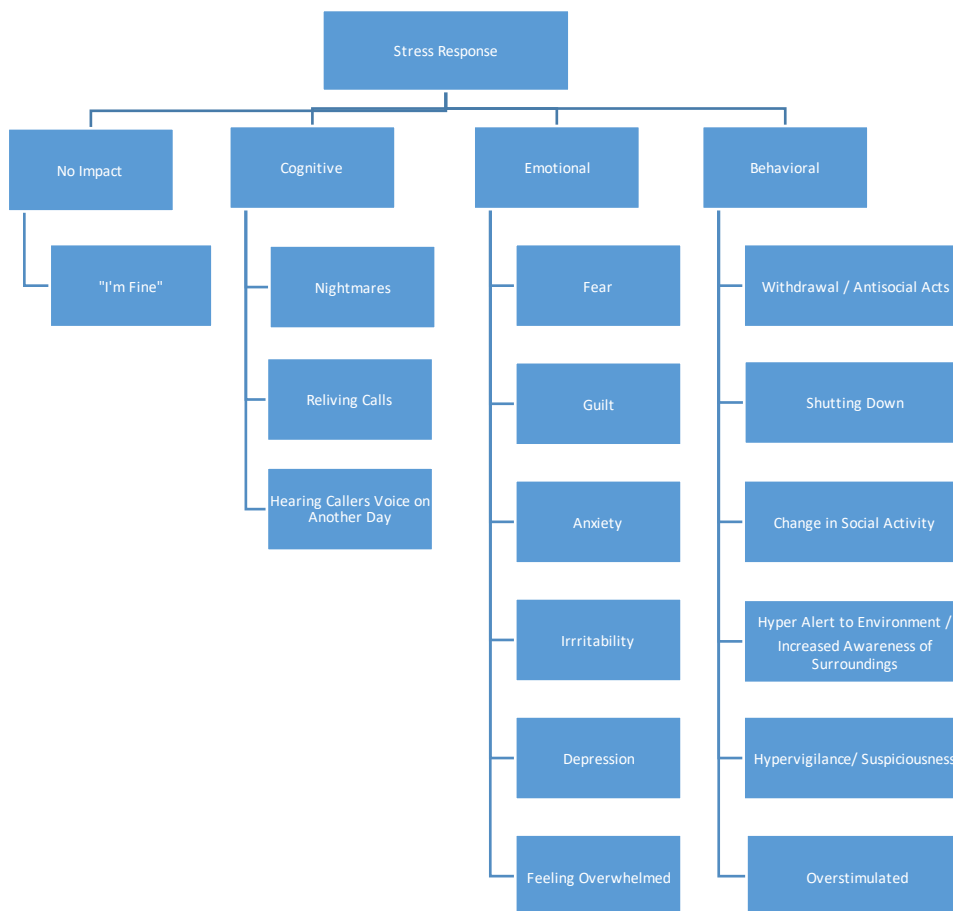 Stress Response
No Impact
Cognitive
Emotional
Behavioral
"I'm Fine"
Nightmares
Reliving Calls
Hearing Callers Voice on
Another Day
Fear
Guilt
Anxiety
Irrritability
Depression
Feeling Overwhelmed
Withdrawal / Antisocial Acts
Shutting Down
Change in Social Activity
Hyper Alert to Environment /
Increased Awareness of
Surroundings
Hypervigilance/ Suspiciousness
Overstimulated